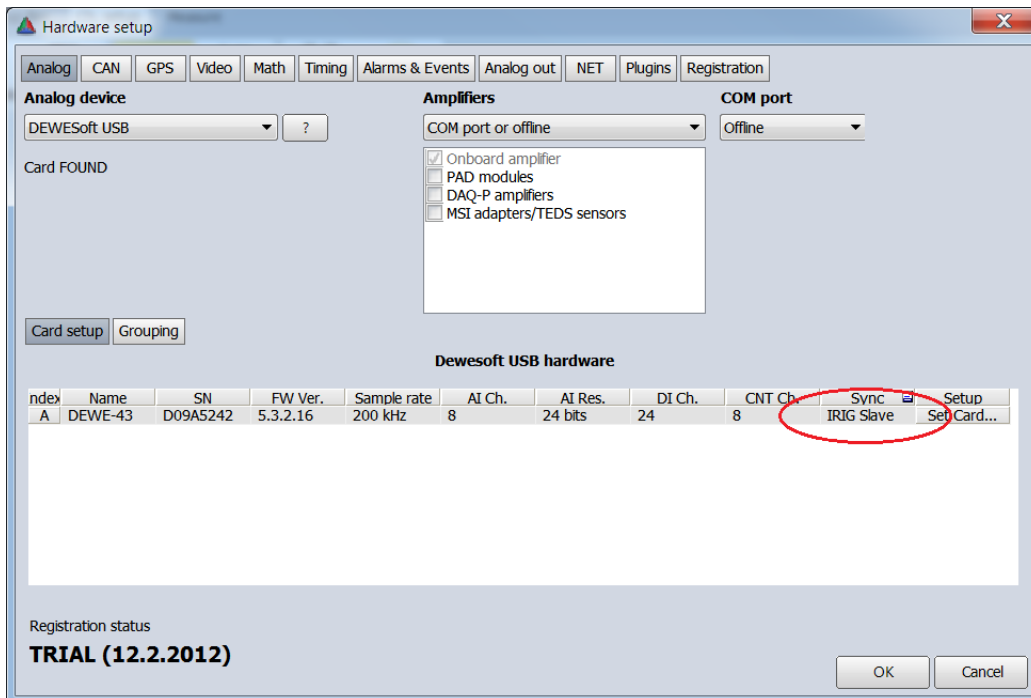 Hardware setup
Analog CAN GPS Video Math Timing Alarms & Events Analog out NET Plugins Registration
Analog device Amplifiers COM port
DEWESoft USB ? COM port or offline Offline
Card FOUND
Onboard amplifier
PAD modules
DAQ-P amplifiers
MSI adapters/TEDS sensors
Card setup Grouping
Dewesoft USB hardware
ndex Name SN FW Ver. Sample rate AI Ch. AI Res. DI Ch. CNT Ch. Sync Setup
A DEWE-43 D09A5242 5.3.2.16 200 kHz 8 24 bits 24 8 IRIG Slave Set Card...
Registration status
TRIAL (12.2.2012)
OK Cancel